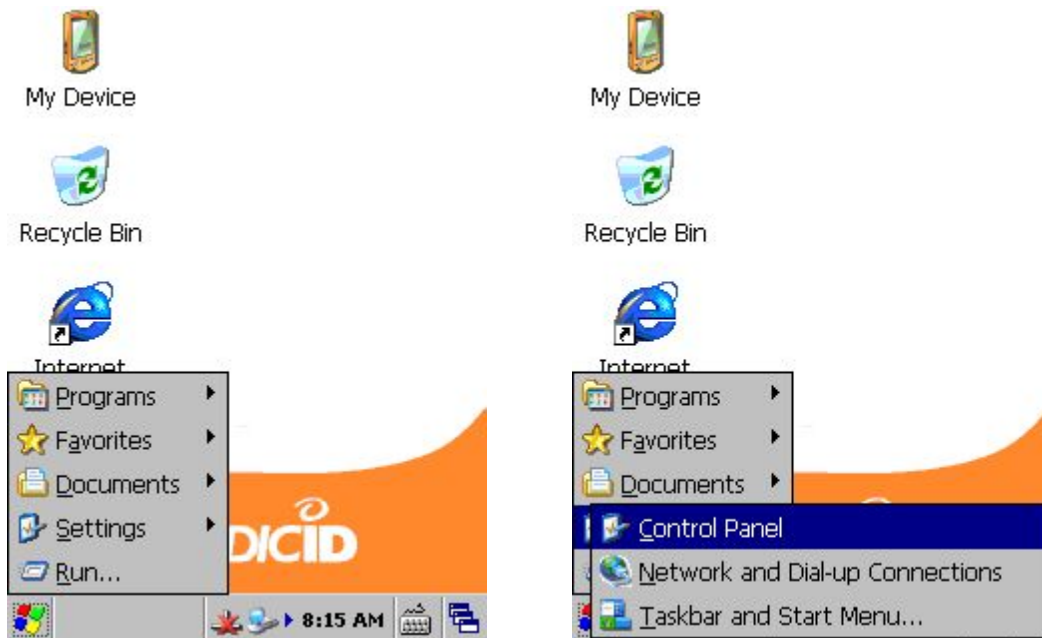 My Device
Recycle Bin
Internet
Programs
Favorites
Documents
Settings
Run...
DICID
8:15 AM
My Device
Recycle Bin
Internet
Programs
Favorites
Documents
Control Panel
Network and Dial-up Connections
Taskbar and Start Menu...